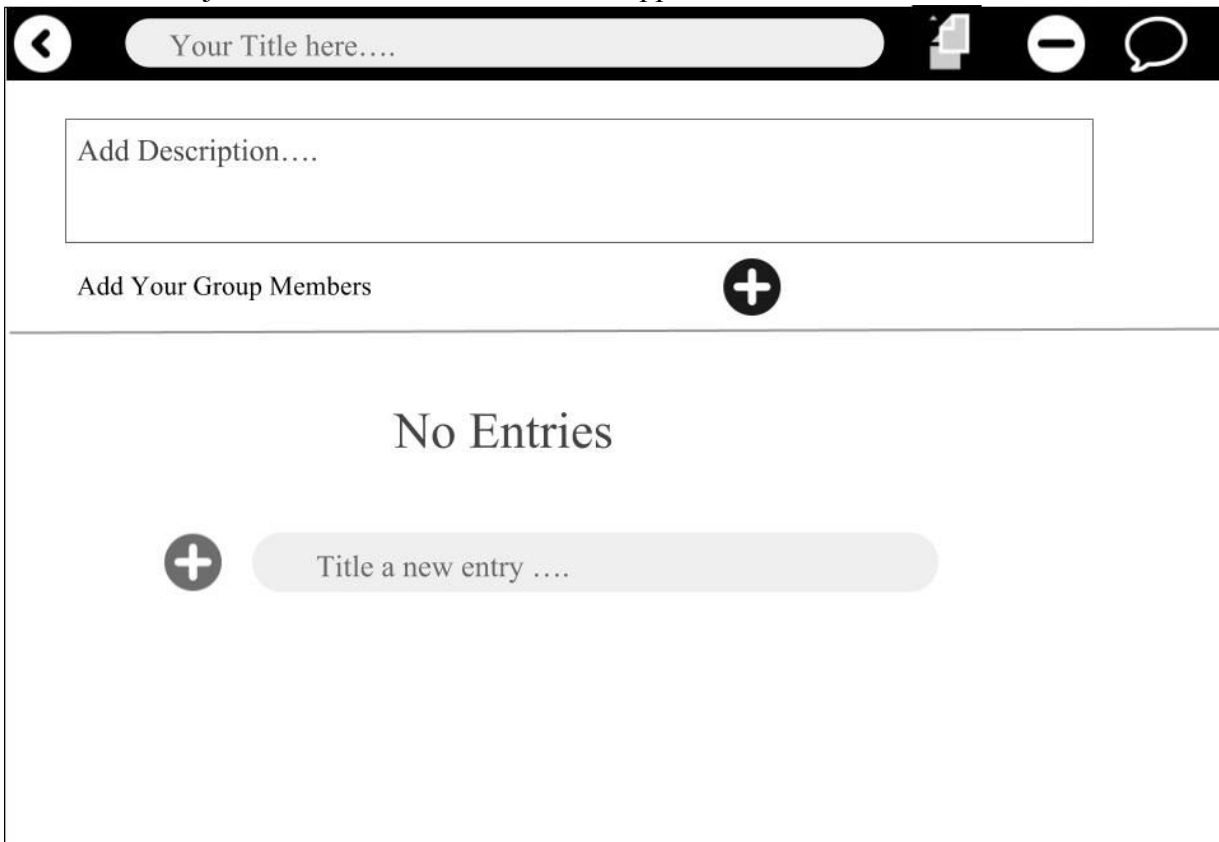 Your Title here….
Add Description….
Add Your Group Members
No Entries
Title a new entry ….